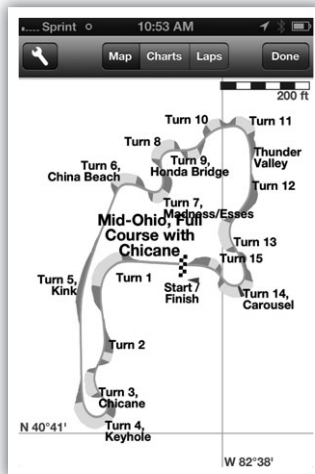 ..... Sprint 10:53 AM
Map Charts Laps Done
200 ft
Turn 10 Turn 11
Turn 8
Thunder
Valley
Turn 9,
Honda Bridge
Turn 6,
China Beach
Turn 12
Turn 7,
Madness/Esses
Mid-Ohio, Full
Course with
Chicane
Turn 13
Turn 15
Turn 1
Turn 5,
Kink
Start /
Finish
Turn 14,
Carousel
Turn 2
Turn 3,
Chicane
Turn 4,
Keyhole
N 40°41'
W 82°38'